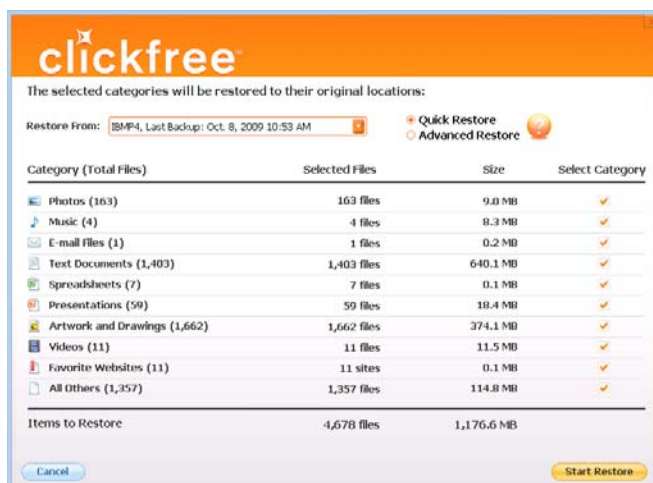 clickfree™
The selected categories will be restored to their original locations:
Restore From: IBMP4, Last Backup: Oct. 8, 2009 10:53 AM
Quick Restore
Advanced Restore
?
Category (Total Files) Selected Files Size Select Category
Photos (163) 163 files 9.0 MB
Music (4) 4 files 8.3 MB
E-mail Files (1) 1 files 0.2 MB
Text Documents (1,403) 1,403 files 640.1 MB
Spreadsheets (7) 7 files 0.1 MB
Presentations (59) 59 files 18.4 MB
Artwork and Drawings (1,662) 1,662 files 374.1 MB
Videos (11) 11 files 11.5 MB
Favorite Websites (11) 11 sites 0.1 MB
All Others (1,357) 1,357 files 114.8 MB
Items to Restore 4,678 files 1,176.6 MB
Cancel Start Restore